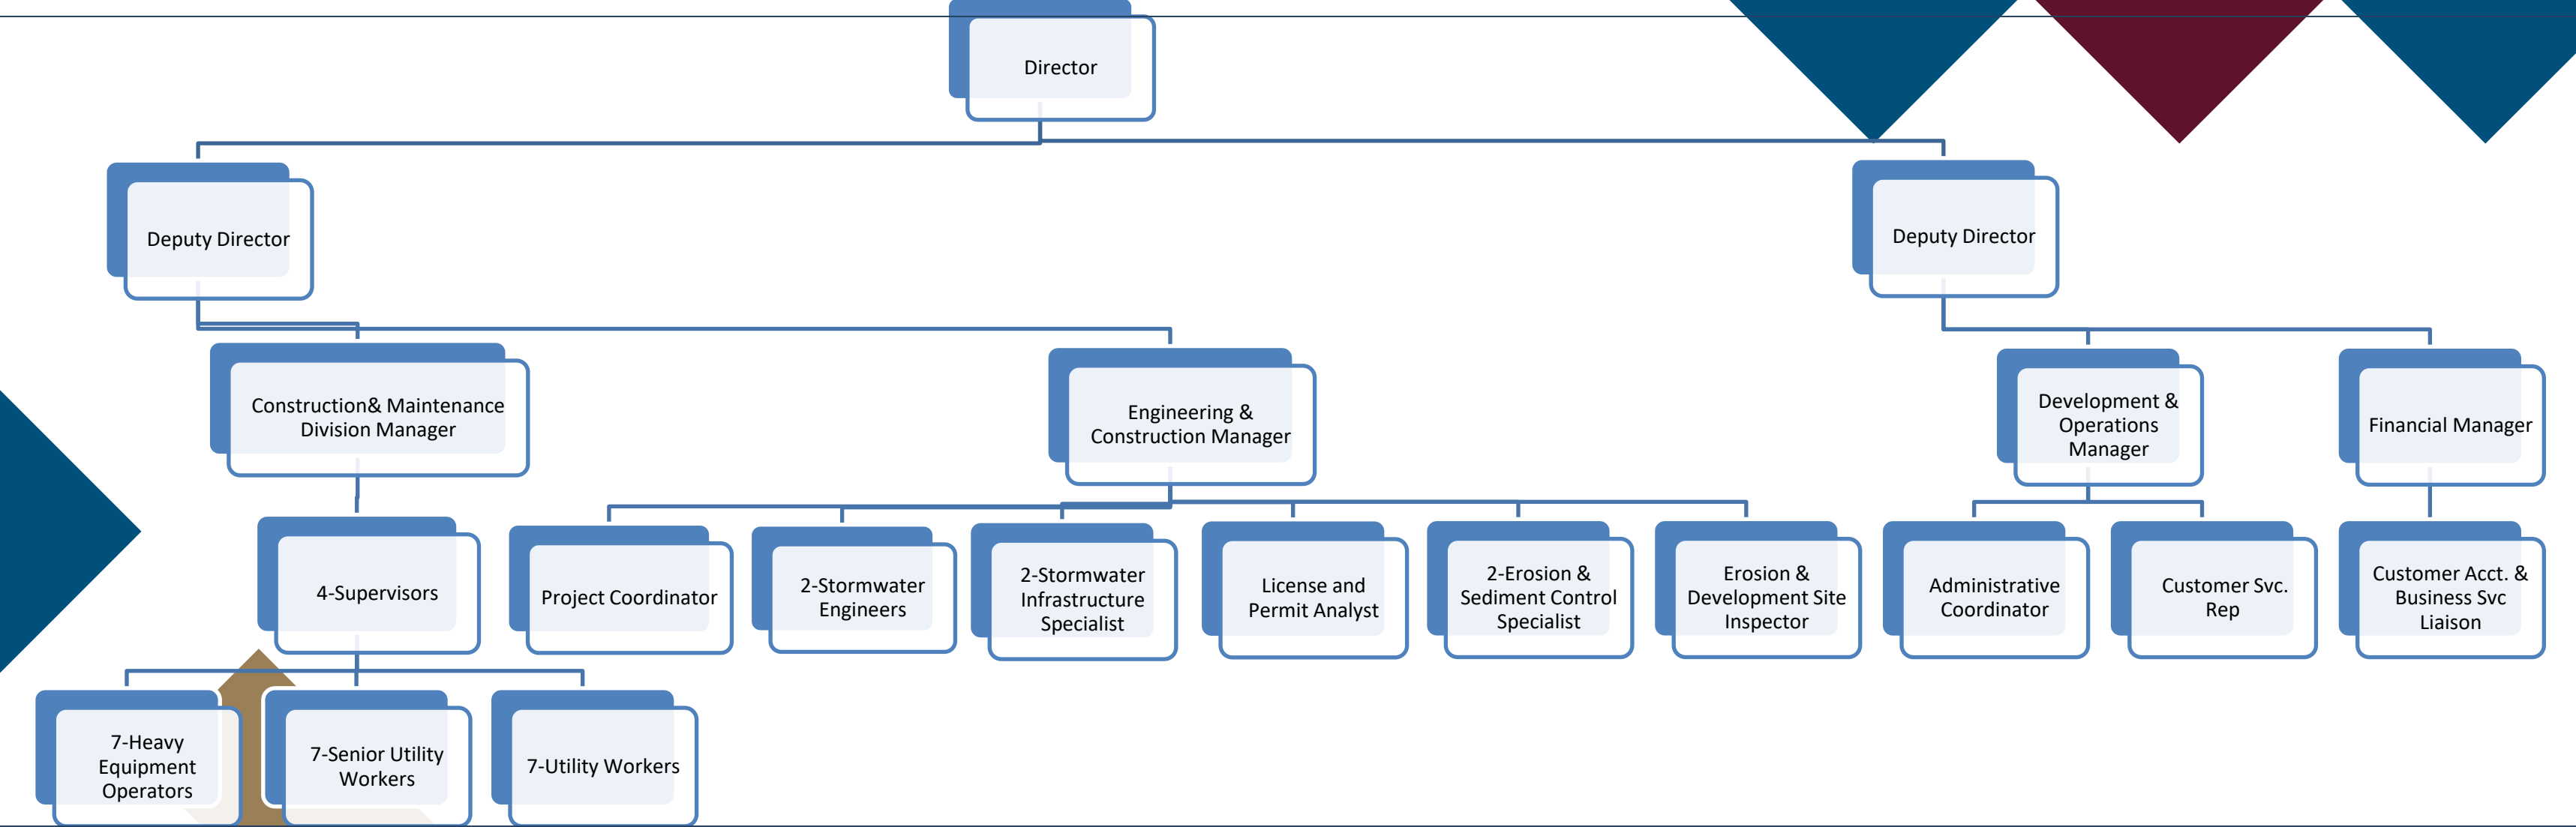 Director
Deputy Director
Deputy Director
Construction& Maintenance
Division Manager
Engineering &
Construction Manager
Development &
Operations
Manager
Financial Manager
4-Supervisors
Project Coordinator
2-Stormwater
Engineers
2-Stormwater
Infrastructure
Specialist
License and
Permit Analyst
2-Erosion &
Sediment Control
Specialist
Erosion &
Development Site
Inspector
Administrative
Coordinator
Customer Svc.
Rep
Customer Acct. &
Business Svc
Liaison
7-Heavy
Equipment
Operators
7-Senior Utility
Workers
7-Utility Workers